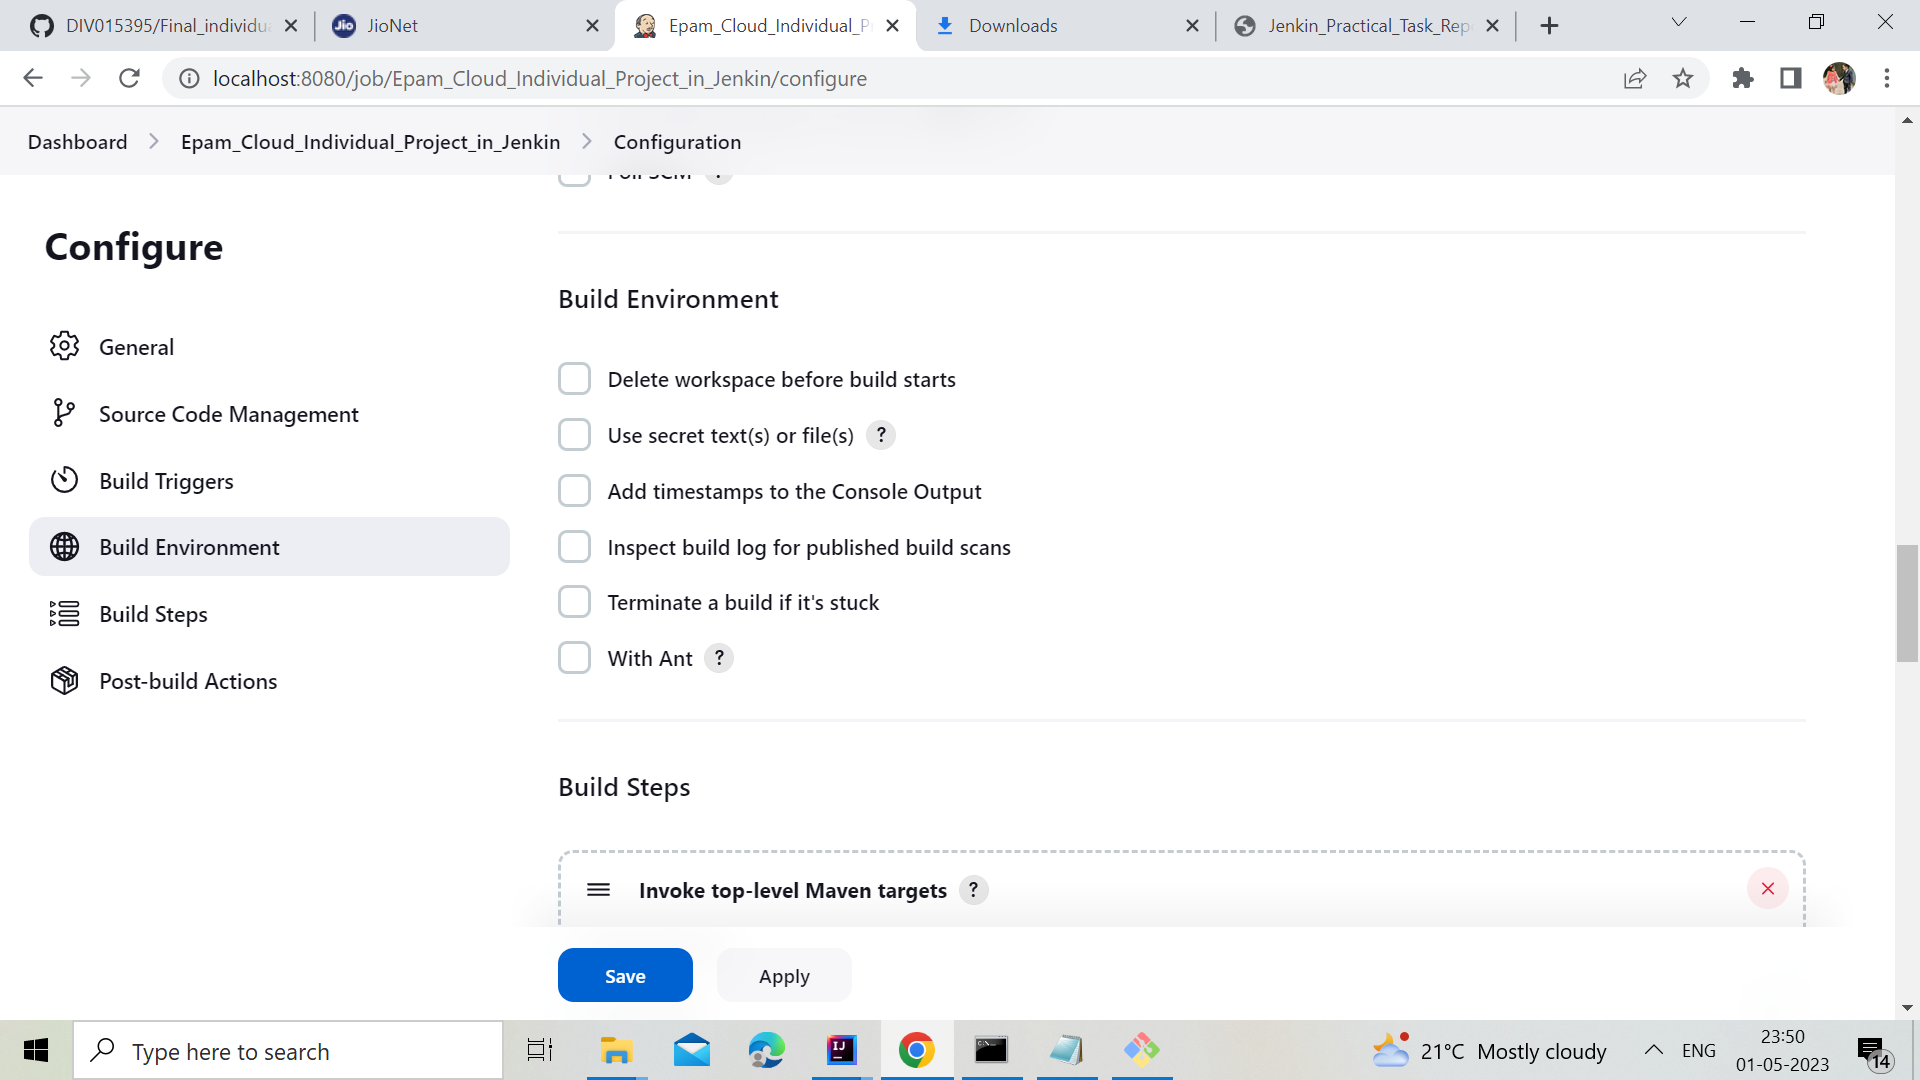 DIV015395/Final_individua
JioNet
Epam_Cloud_Individual_P
Downloads
Jenkin_Practical_Task_Rep
localhost:8080/job/Epam_Cloud_Individual_Project_in_Jenkin/configure
Dashboard
Epam_Cloud_Individual_Project_in_Jenkin
Configuration
Poll SCM ?
Configure
General
Source Code Management
Build Triggers
Build Environment
Build Steps
Post-build Actions
Build Environment
Delete workspace before build starts
Use secret text(s) or file(s) ?
Add timestamps to the Console Output
Inspect build log for published build scans
Terminate a build if it's stuck
With Ant ?
Build Steps
Invoke top-level Maven targets ?
Save
Apply
Type here to search
21°C Mostly cloudy
ENG
23:50
01-05-2023
14